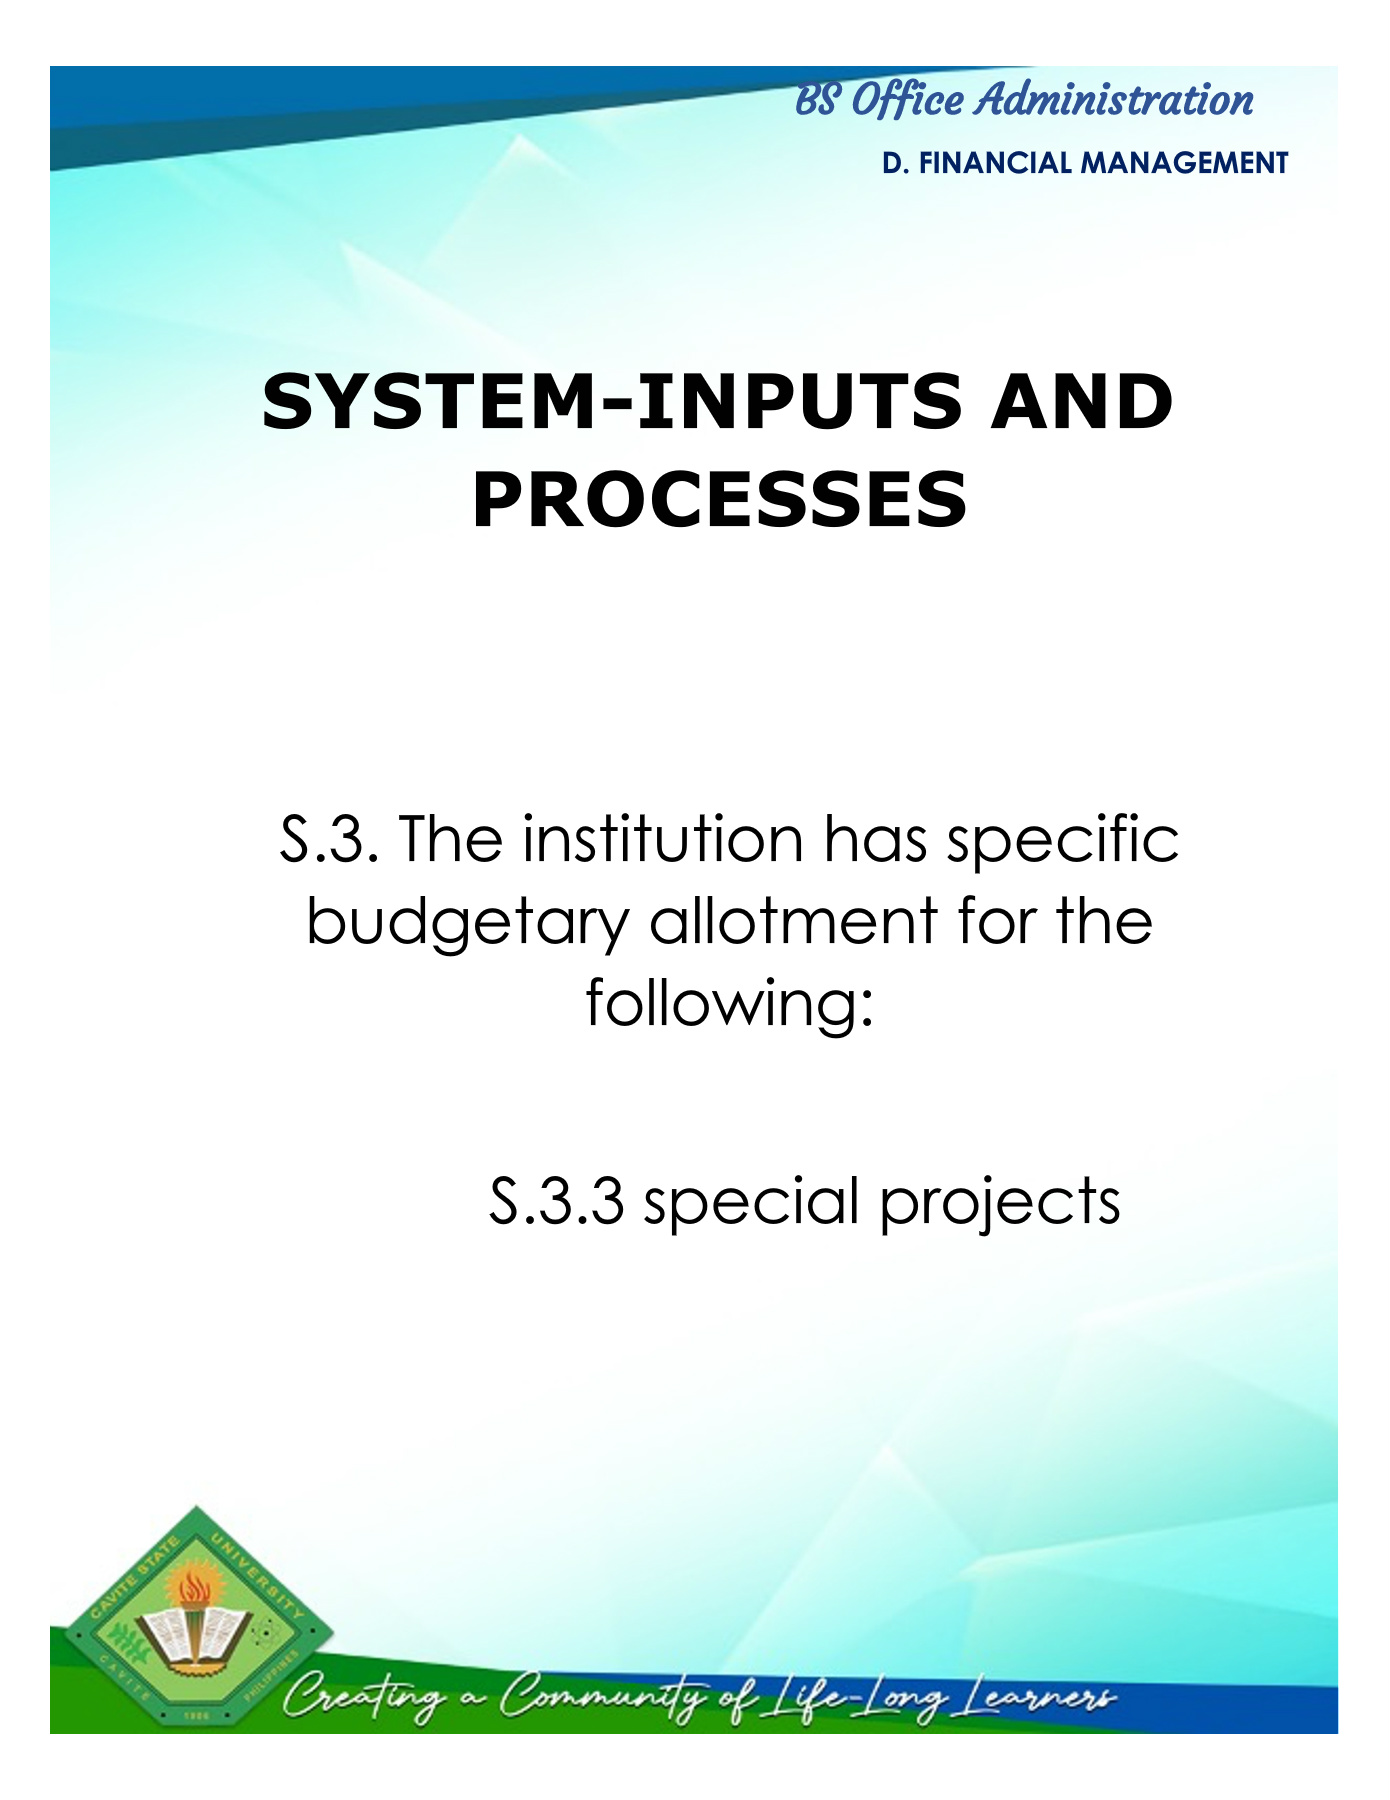 BS Office Administration
D. FINANCIAL MANAGEMENT
SYSTEM-INPUTS AND
PROCESSES
S.3. The institution has specific
budgetary allotment for the
following:
S.3.3 special projects
CAVITE STATE UNIVERSITY
CAVITE PHILIPPINES
1906
Creating a Community of Life-Long Learners